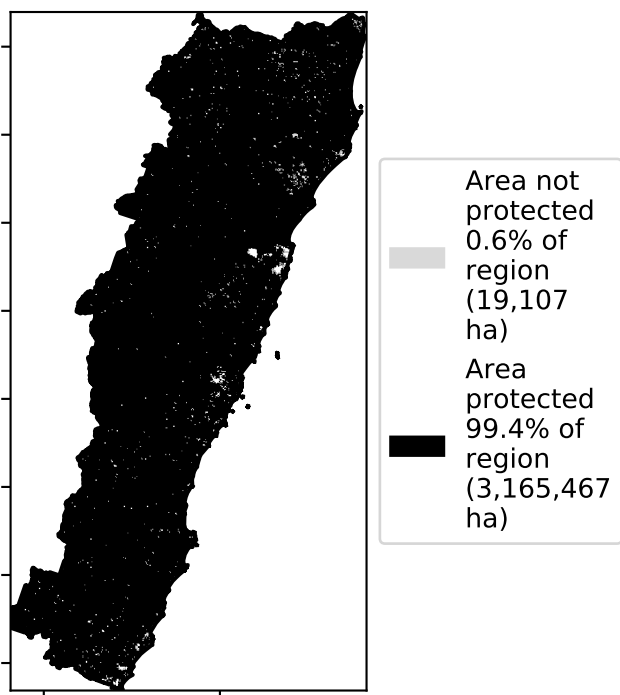 Area not
protected
0.6% of
region
(19,107
ha)
Area
protected
99.4% of
region
(3,165,467
ha)